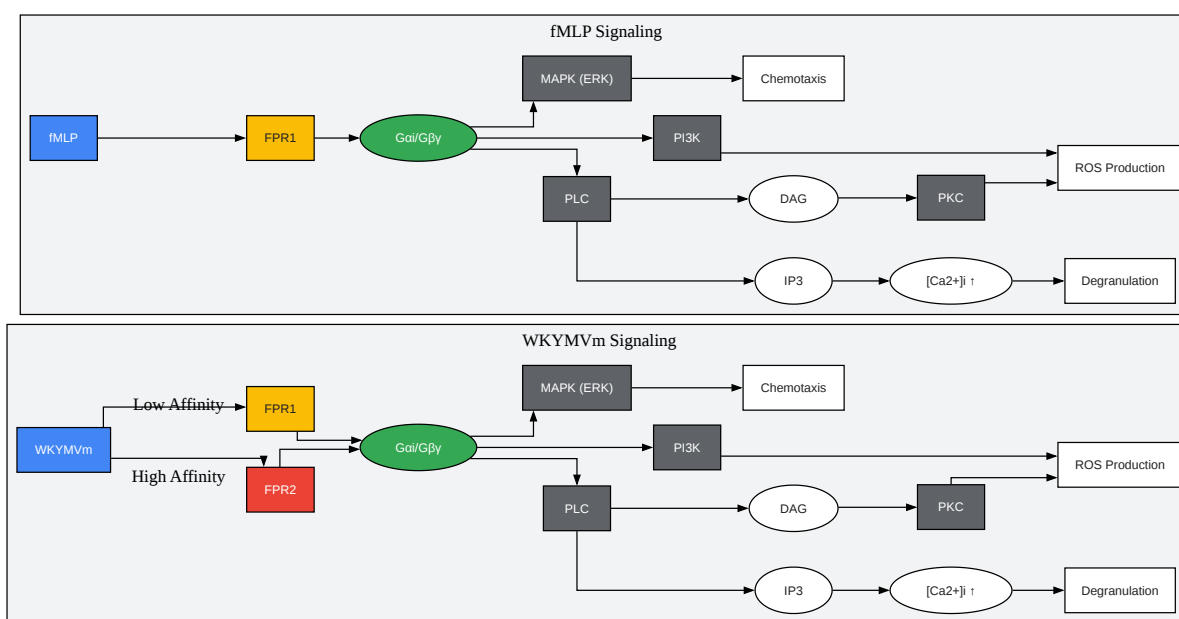 fMLP Signaling
MAPK (ERK)
Chemotaxis
fMLP
FPR1
Gαi/Gβγ
PI3K
ROS Production
PLC
DAG
PKC
IP3
[Ca2+]i ↑
Degranulation
WKYMVm Signaling
MAPK (ERK)
Chemotaxis
Low Affinity
FPR1
WKYMVm
Gαi/Gβγ
PI3K
ROS Production
High Affinity
FPR2
PLC
DAG
PKC
IP3
[Ca2+]i ↑
Degranulation